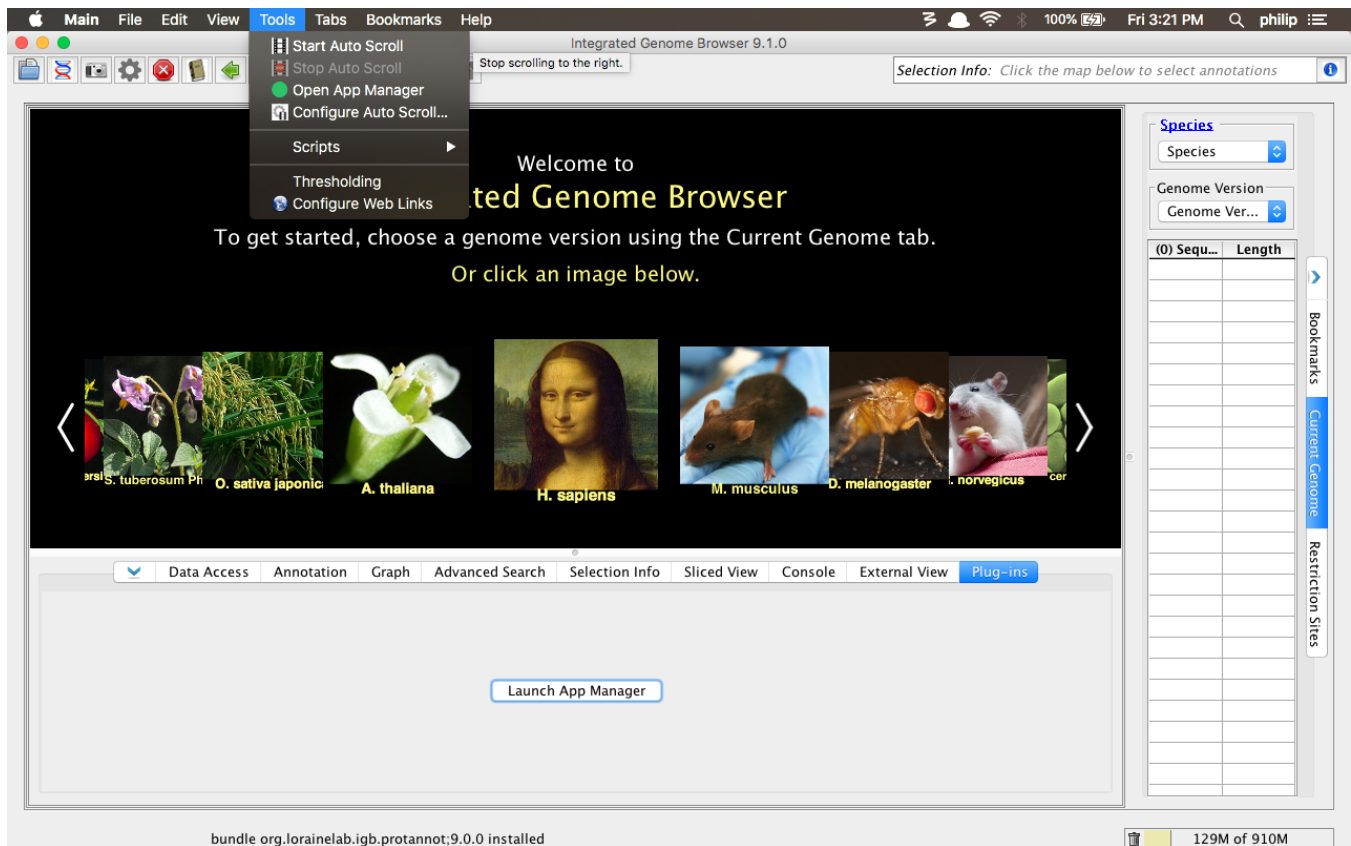 Main File Edit View Tools Tabs Bookmarks Help 100% Fri 3:21 PM philip
Integrated Genome Browser 9.1.0
Start Auto Scroll
Stop Auto Scroll
Open App Manager
Configure Auto Scroll...
Scripts
Thresholding
Configure Web Links
Stop scrolling to the right.
Selection Info: Click the map below to select annotations
Welcome to
ted Genome Browser
To get started, choose a genome version using the Current Genome tab.
Or click an image below.
ersi
S. tuberosum Ph
O. sativa japonic
A. thaliana
H. sapiens
M. musculus
D. melanogaster
. norvegicus
cer
Species
Species
Genome Version
Genome Ver...
(0) Sequ... Length
Bookmarks
Current Genome
Restriction Sites
Data Access Annotation Graph Advanced Search Selection Info Sliced View Console External View Plug-ins
Launch App Manager
bundle org.lorainelab.igb.protannot;9.0.0 installed
129M of 910M